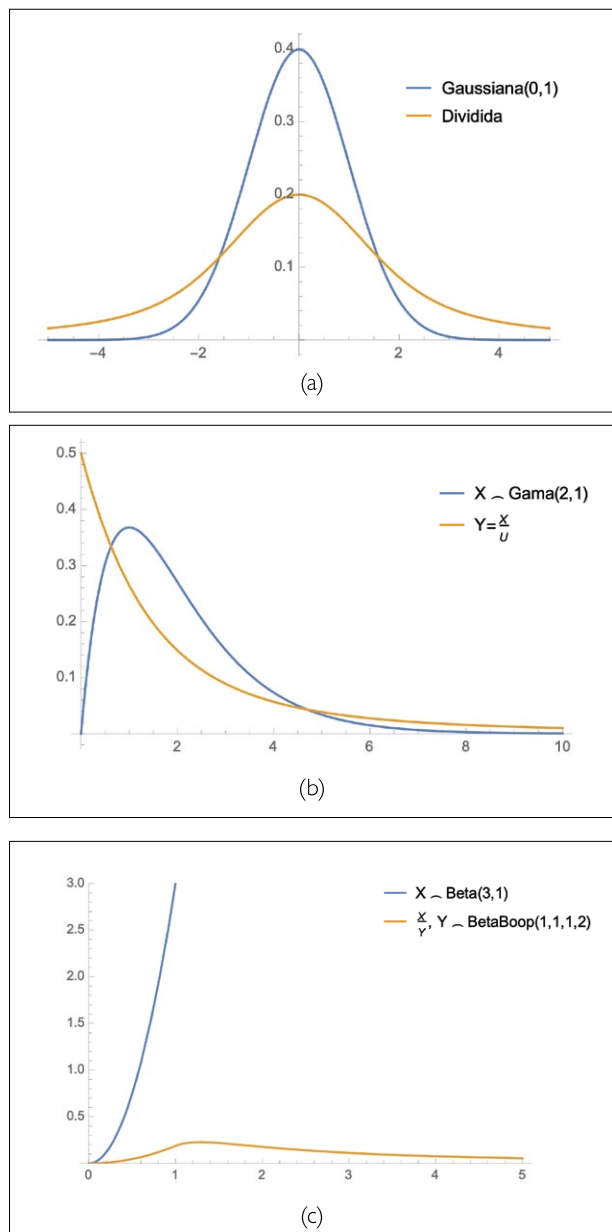 0.4
Gaussiana(0,1)
Dividida
0.3
0.2
0.1
−4 −2 2 4
(a)
0.5
X ⌢ Gama(2,1)
Y=X/U
0.4
0.3
0.2
0.1
2 4 6 8 10
(b)
3.0
X ⌢ Beta(3,1)
X/Y, Y ⌢ BetaBoop(1,1,1,2)
2.5
2.0
1.5
1.0
0.5
0 1 2 3 4 5
(c)